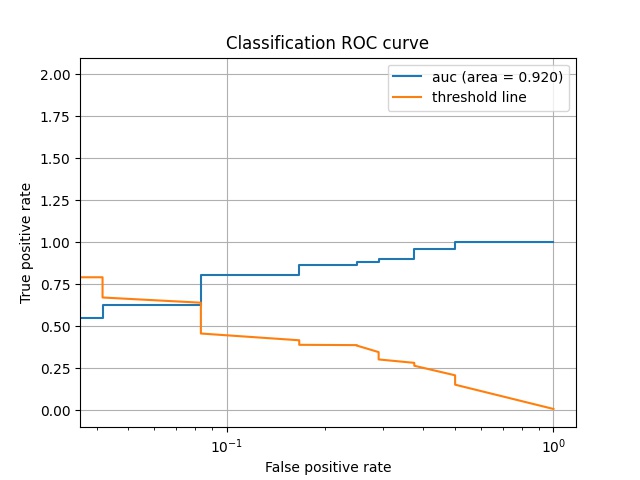 Classification ROC curve
auc (area = 0.920)
threshold line
True positive rate
2.00
1.75
1.50
1.25
1.00
0.75
0.50
0.25
0.00
10⁻¹
10⁰
False positive rate